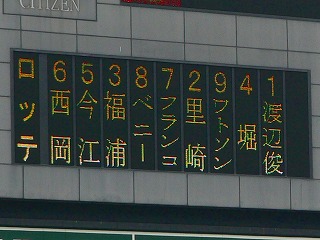 CITIZEN
ロッテ
6西岡
5今江
3福浦
8ベニー
7フランコ
2里崎
9ワトソン
4堀
1渡辺俊